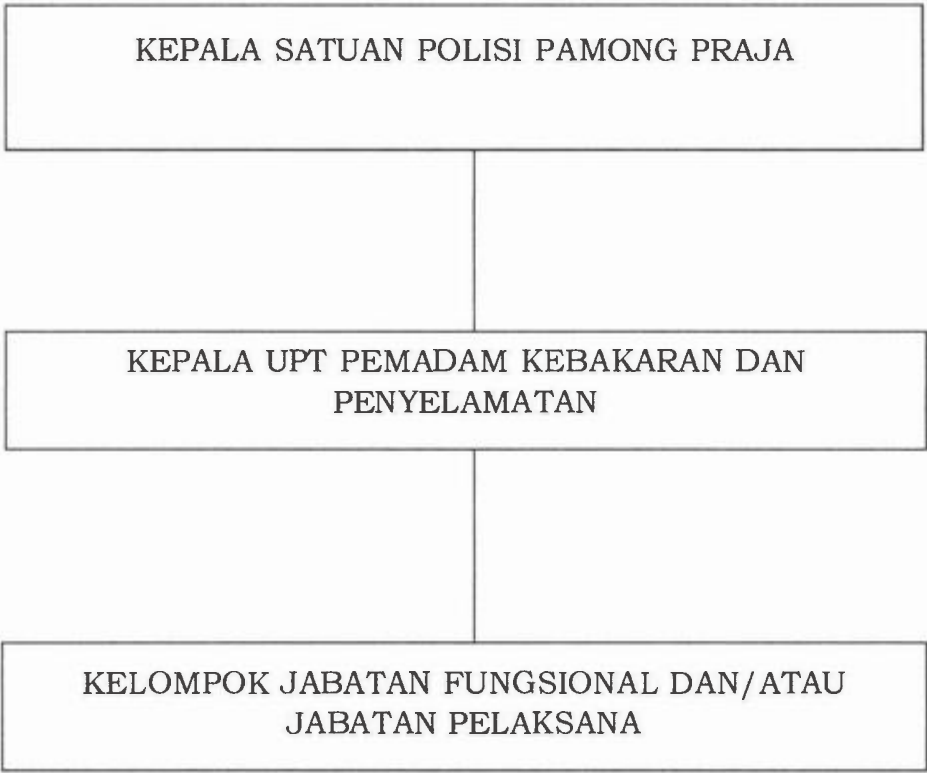 KEPALA SATUAN POLISI PAMONG PRAJA
KEPALA UPT PEMADAM KEBAKARAN DAN
PENYELAMATAN
KELOMPOK JABATAN FUNGSIONAL DAN/ATAU
JABATAN PELAKSANA